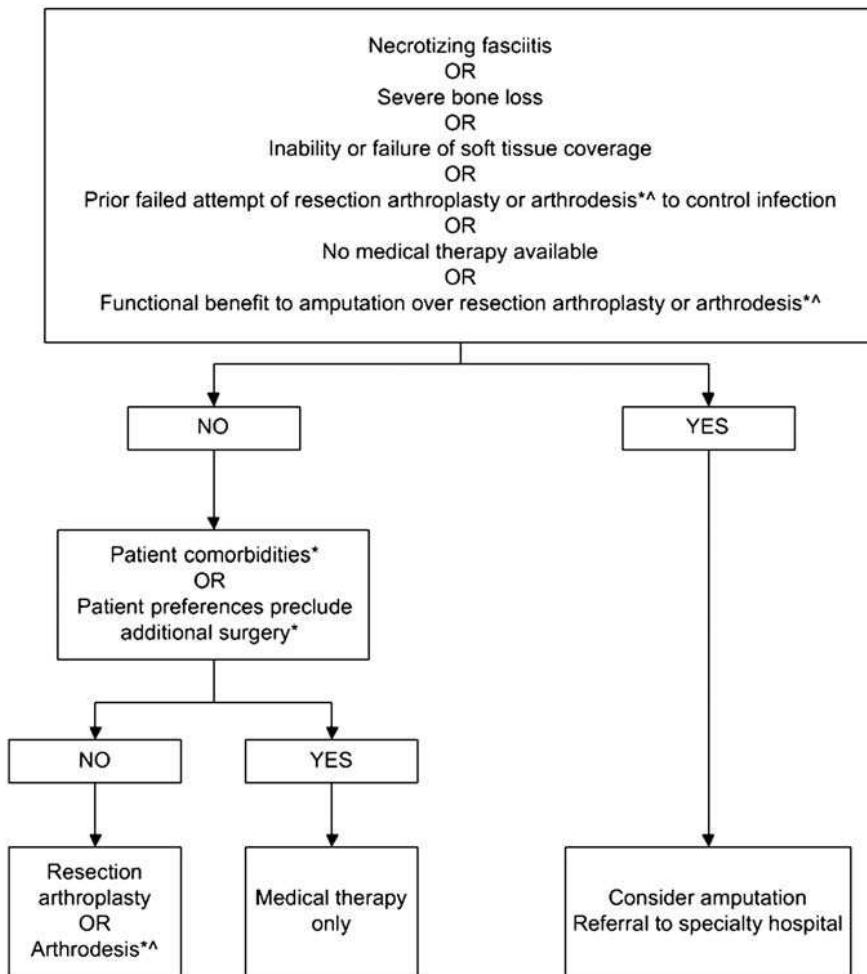 Necrotizing fasciitis
OR
Severe bone loss
OR
Inability or failure of soft tissue coverage
OR
Prior failed attempt of resection arthroplasty or arthrodesis*^ to control infection
OR
No medical therapy available
OR
Functional benefit to amputation over resection arthroplasty or arthrodesis*^
NO
YES
Patient comorbidities*
OR
Patient preferences preclude
additional surgery*
NO
YES
Resection
arthroplasty
OR
Arthrodesis*^
Medical therapy
only
Consider amputation
Referral to specialty hospital